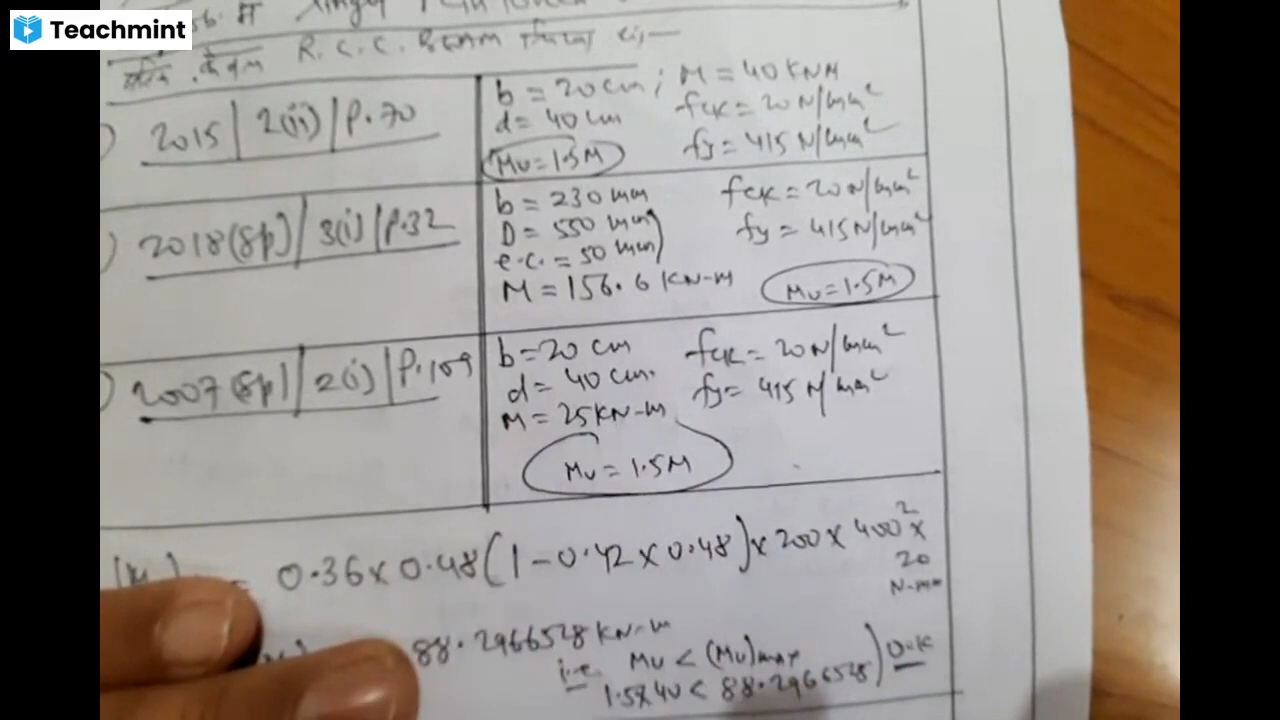 Teachmint
R.C.C. BEAM
2015 | 2(ii) | P.70
b = 20 cm ; M = 40 KNM
d = 40 cm fck = 20 N/mm²
Mu = 1.5M fy = 415 N/mm²
2018(Sp) | 3(i) | P.32
b = 230 mm fck = 20 N/mm²
D = 550 mm fy = 415 N/mm²
e.c. = 50 mm
M = 156.6 KN-m Mu = 1.5M
2007(Sp) | 2(i) | P.109
b = 20 cm fck = 20 N/mm²
d = 40 cm. fy = 415 N/mm²
M = 25 KN-m
Mu = 1.5M
= 0.36 x 0.48 (1 - 0.42 x 0.48) x 200 x 400² x
20
N-mm
88.2966528 KN-m
i.e. Mu < (Mu)max
1.5x40 < 88.2966528) O.K